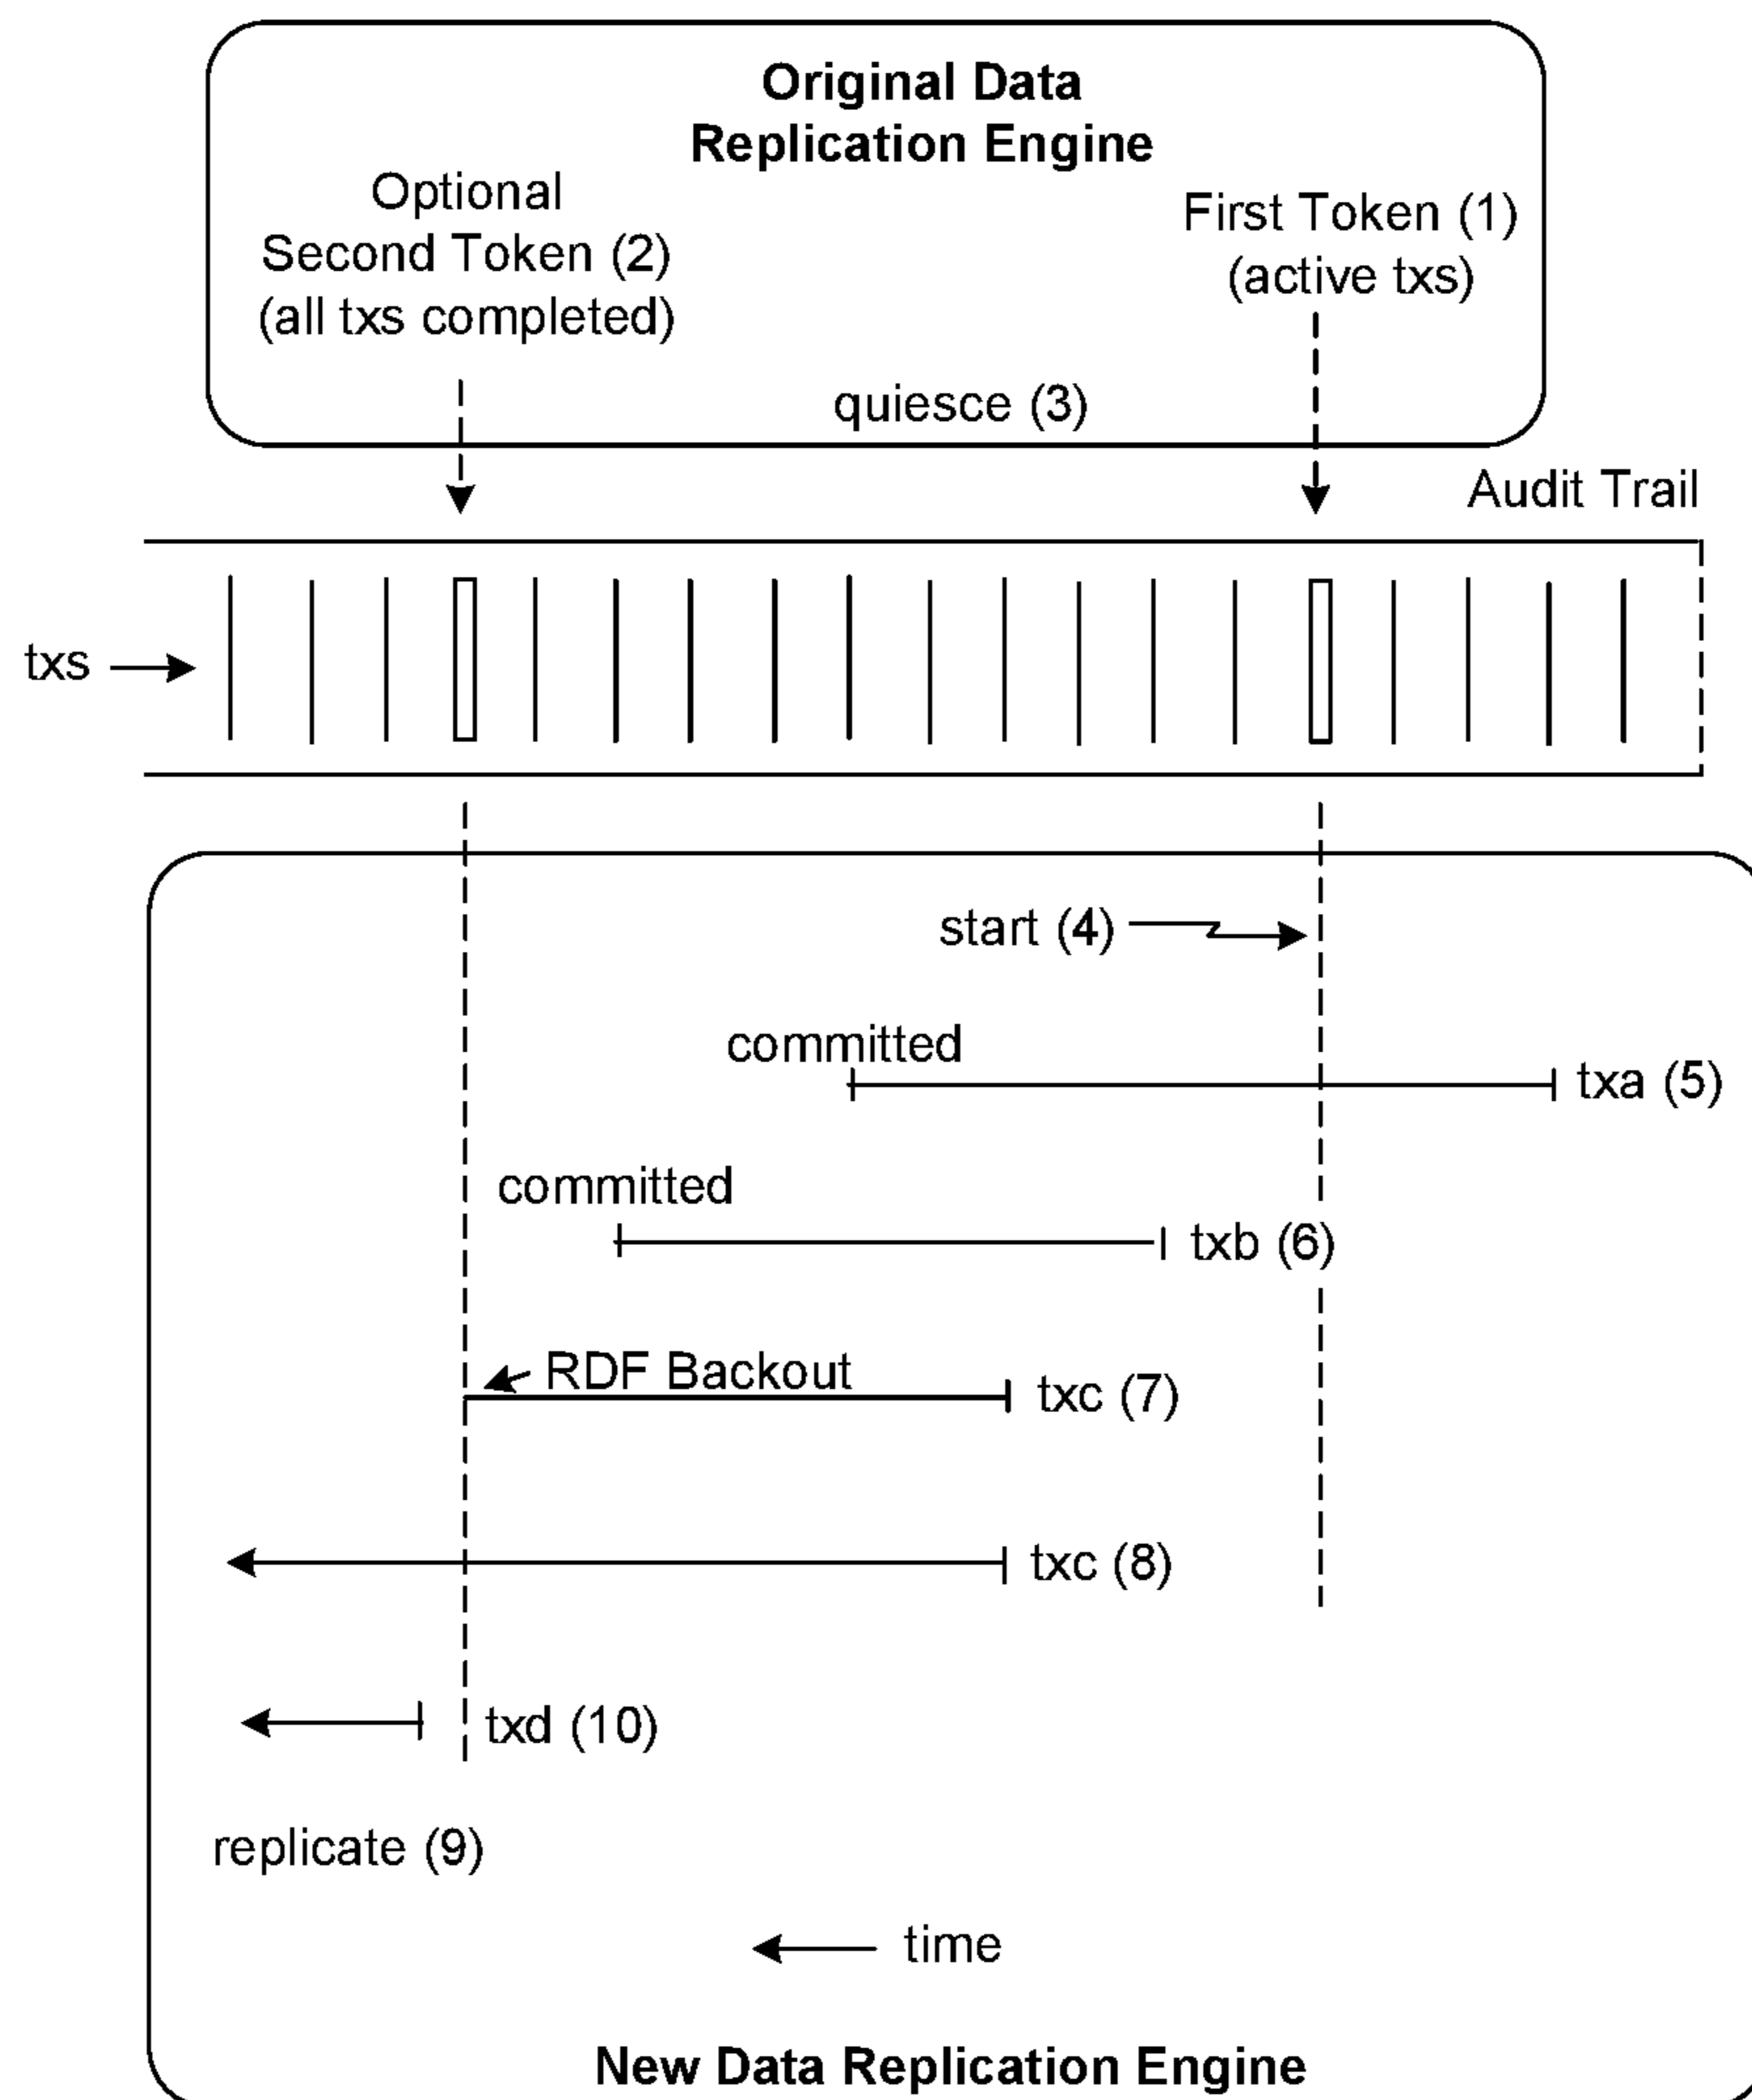 Original Data
Replication Engine
Optional
Second Token (2)
(all txs completed)
First Token (1)
(active txs)
quiesce (3)
Audit Trail
txs
start (4)
committed
txa (5)
committed
txb (6)
RDF Backout
txc (7)
txc (8)
txd (10)
replicate (9)
time
New Data Replication Engine